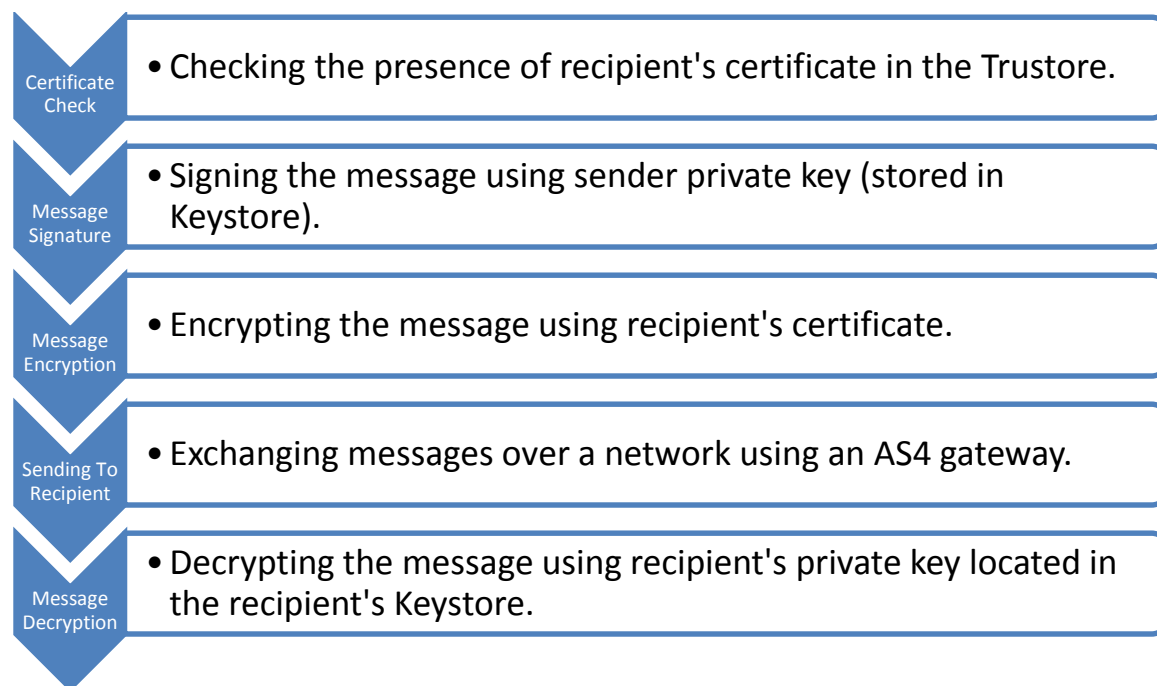 Certificate
Check
• Checking the presence of recipient's certificate in the Trustore.
Message
Signature
• Signing the message using sender private key (stored in
Keystore).
Message
Encryption
• Encrypting the message using recipient's certificate.
Sending To
Recipient
• Exchanging messages over a network using an AS4 gateway.
Message
Decryption
• Decrypting the message using recipient's private key located in
the recipient's Keystore.